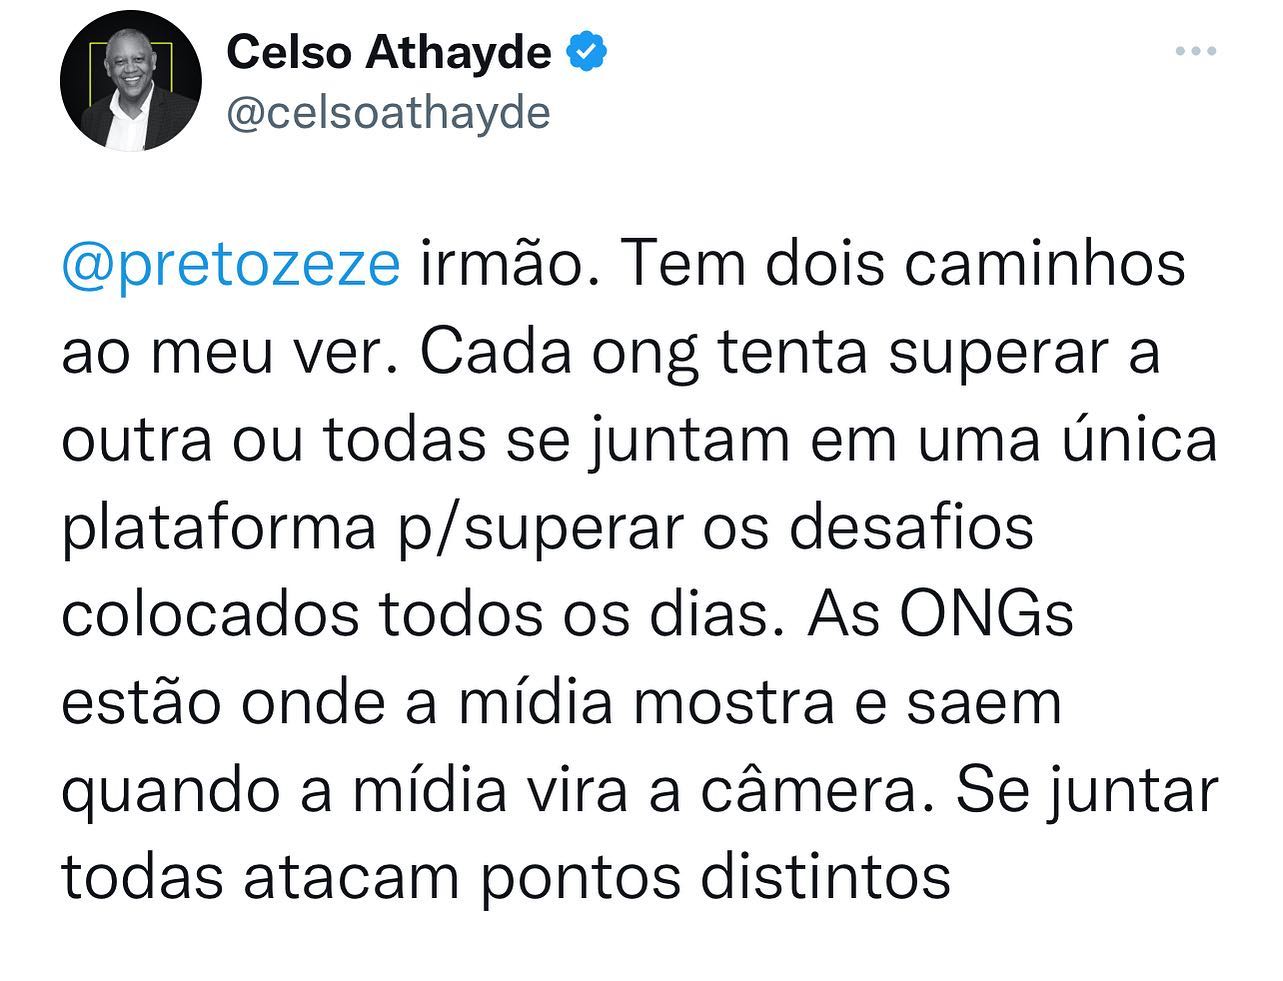 Celso Athayde
@celsoathayde
@pretozeze irmão. Tem dois caminhos
ao meu ver. Cada ong tenta superar a
outra ou todas se juntam em uma única
plataforma p/superar os desafios
colocados todos os dias. As ONGs
estão onde a mídia mostra e saem
quando a mídia vira a câmera. Se juntar
todas atacam pontos distintos